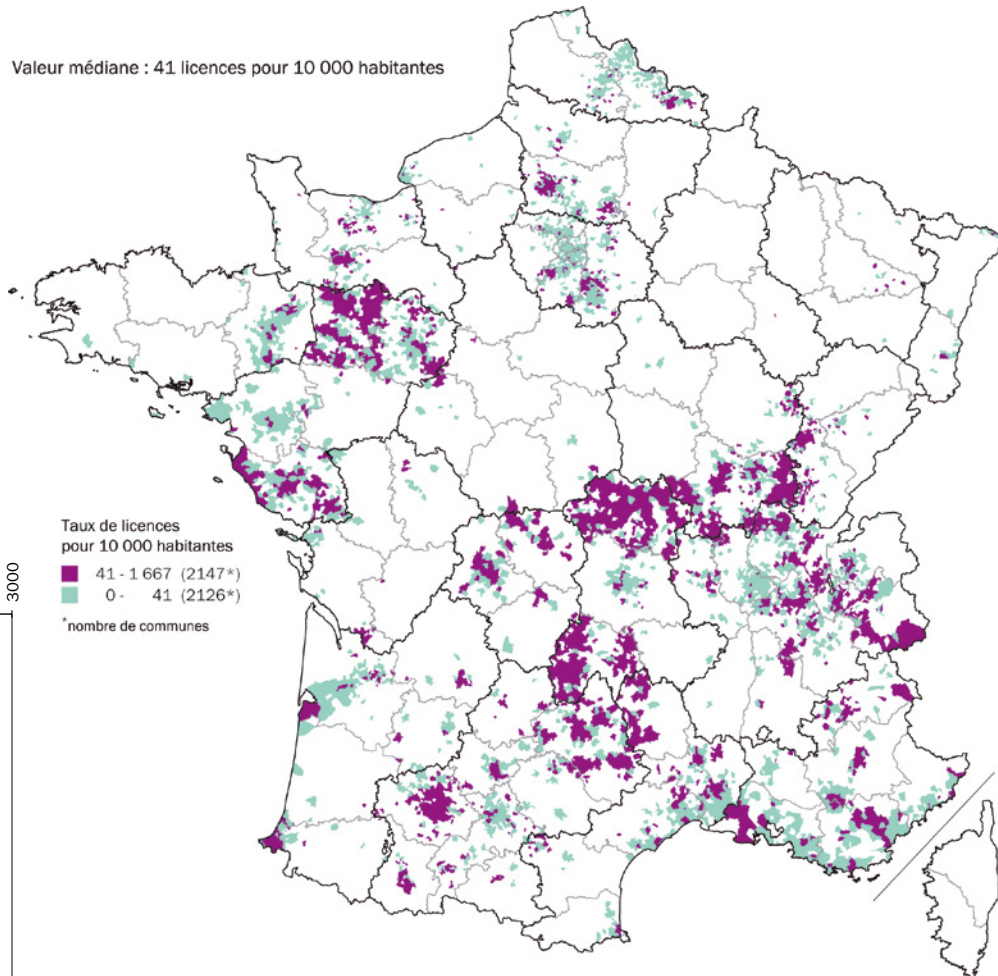 Valeur médiane : 41 licences pour 10 000 habitantes
Taux de licences
pour 10 000 habitantes
41 - 1 667 (2147*)
0 - 41 (2126*)
*nombre de communes
3000